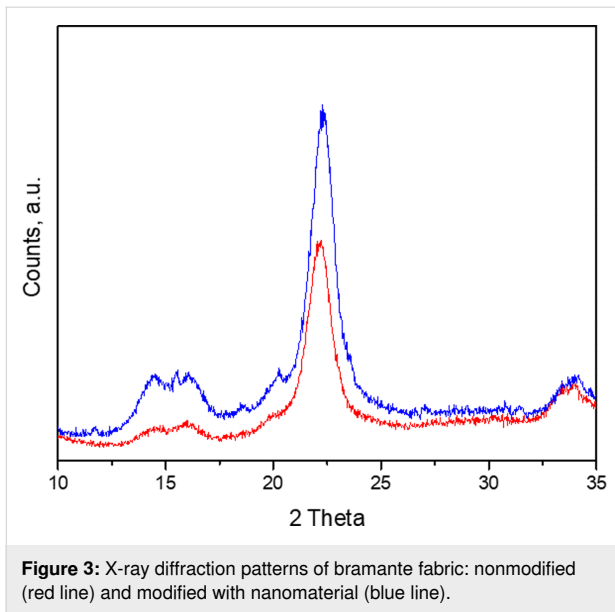 Counts, a.u.
10 15 20 25 30 35
2 Theta
Figure 3: X-ray diffraction patterns of bramante fabric: nonmodified
(red line) and modified with nanomaterial (blue line).